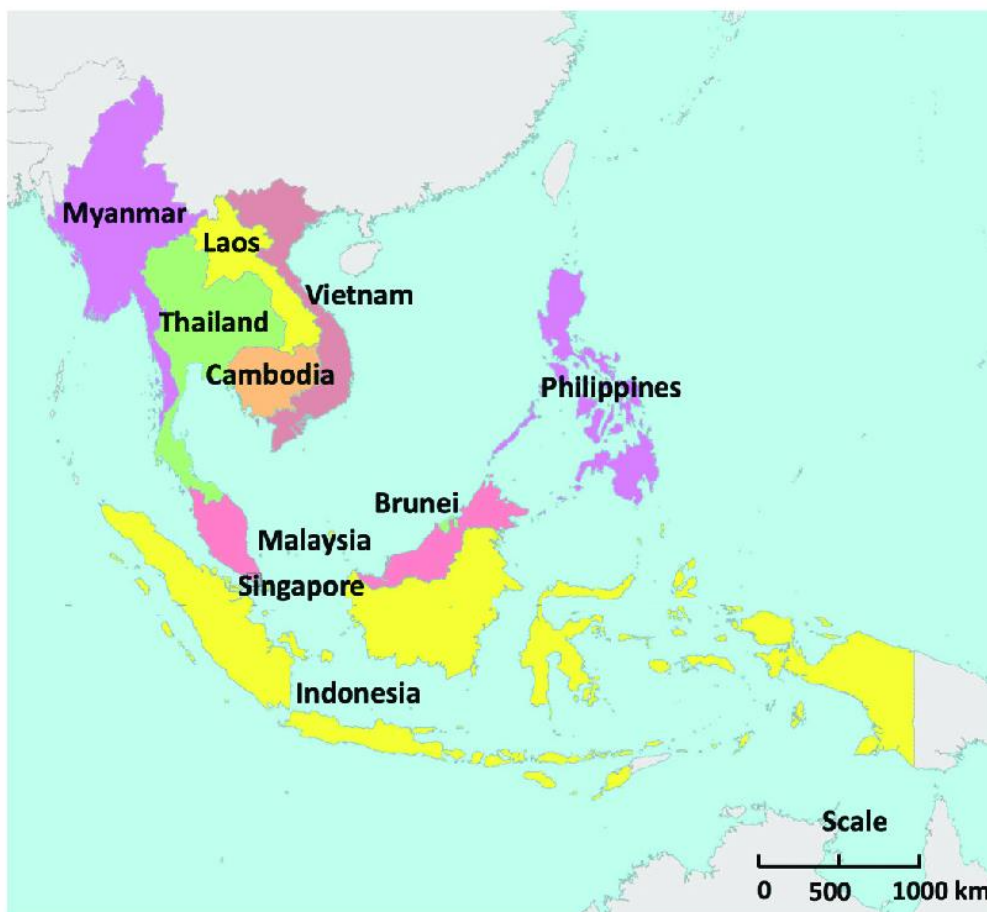 Myanmar
Laos
Vietnam
Thailand
Cambodia
Philippines
Brunei
Malaysia
Singapore
Indonesia
Scale
0 500 1000 km